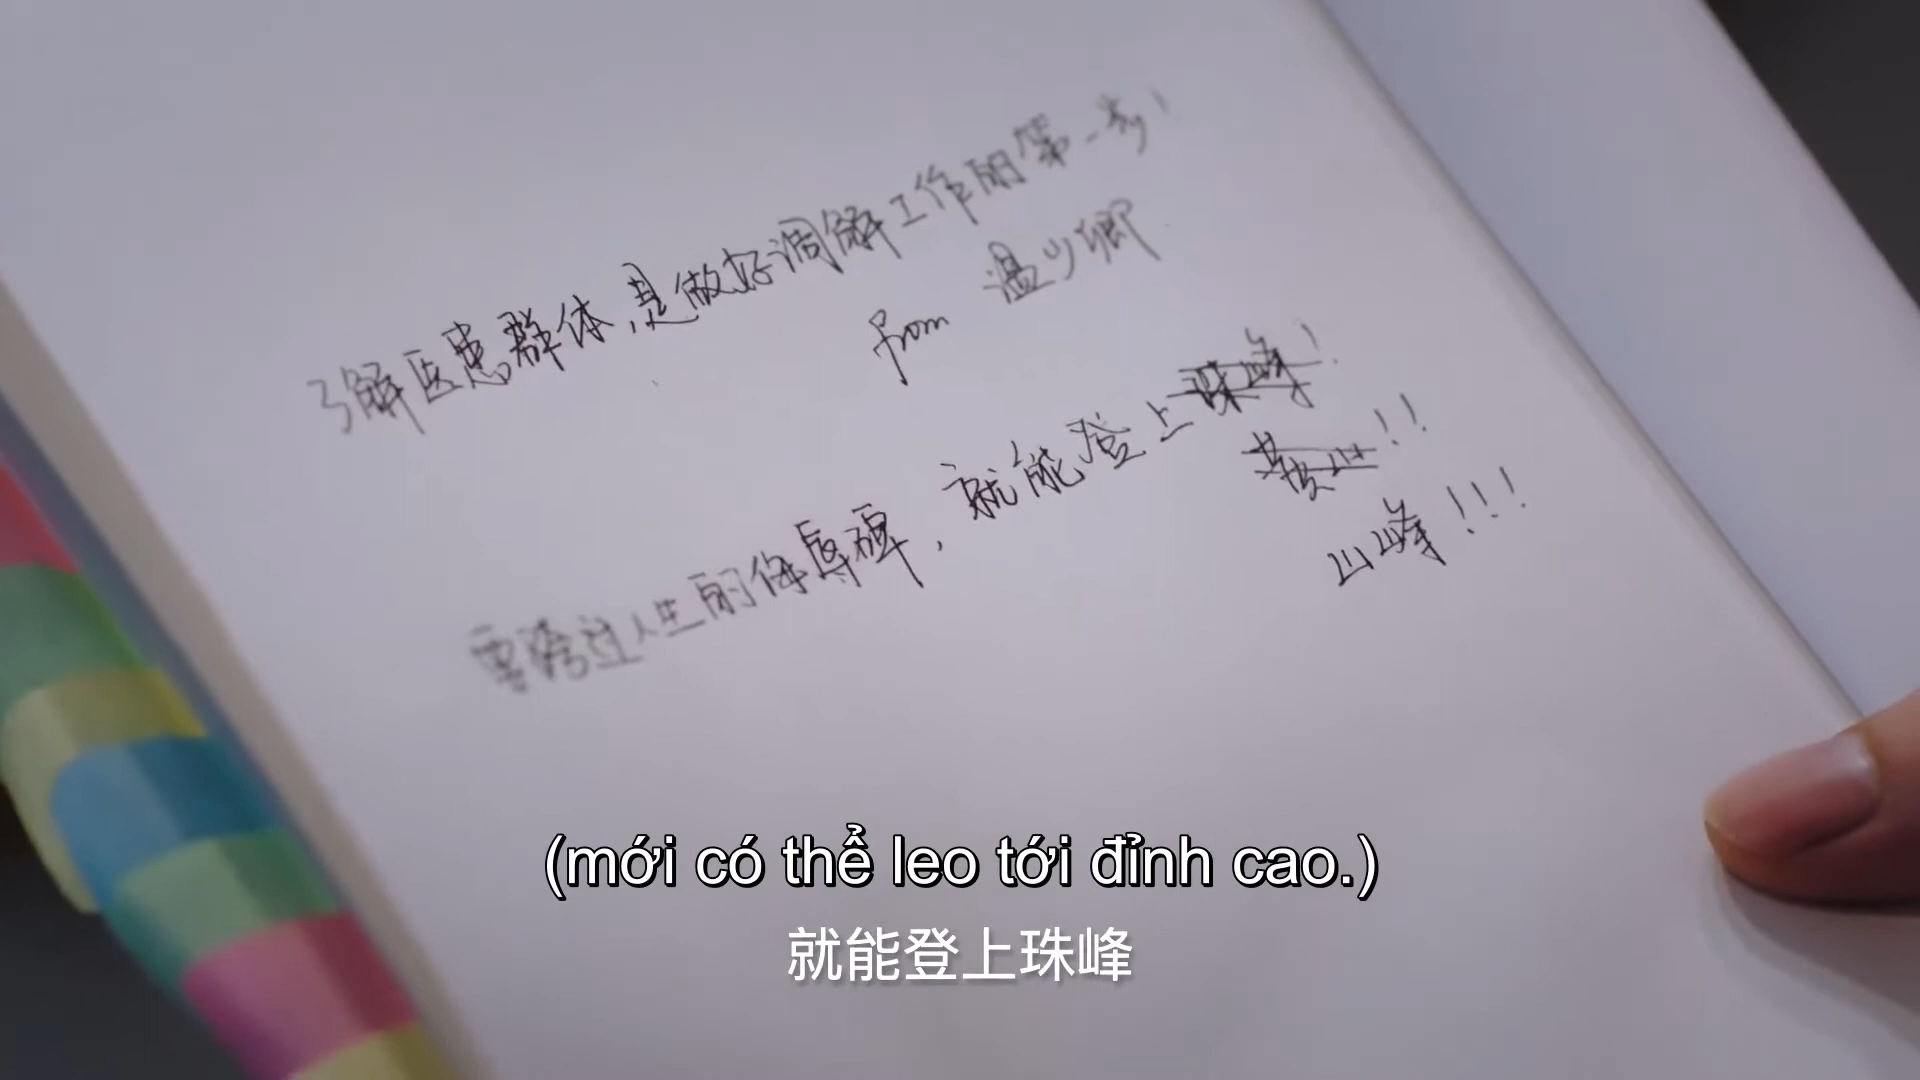 了解医患群体,是做好调解工作的第一步!
from 温少卿
要跨过人生的侮辱碑,就能登上珠峰!
黄山!!
山峰!!!
(mới có thể leo tới đỉnh cao.)
就能登上珠峰